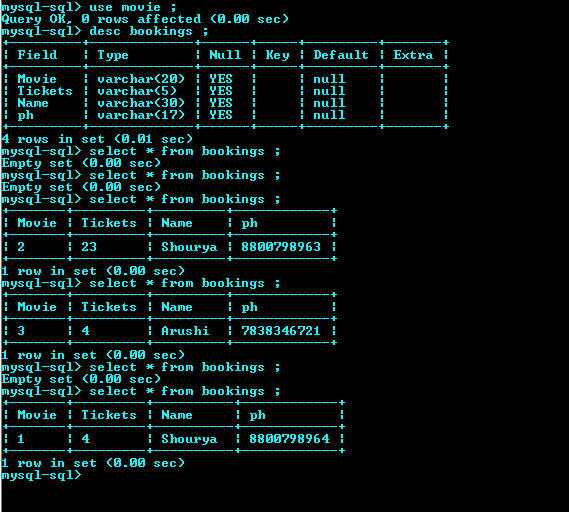 mysql-sql> use movie ;
Query OK, 0 rows affected (0.00 sec)
mysql-sql> desc bookings ;
+---------+-------------+------+-----+---------+-------+
¦ Field   ¦ Type        ¦ Null ¦ Key ¦ Default ¦ Extra ¦
+---------+-------------+------+-----+---------+-------+
¦ Movie   ¦ varchar(20) ¦ YES  ¦     ¦ null    ¦       ¦
¦ Tickets ¦ varchar(5)  ¦ YES  ¦     ¦ null    ¦       ¦
¦ Name    ¦ varchar(30) ¦ YES  ¦     ¦ null    ¦       ¦
¦ ph      ¦ varchar(17) ¦ YES  ¦     ¦ null    ¦       ¦
+---------+-------------+------+-----+---------+-------+
4 rows in set (0.01 sec)
mysql-sql> select * from bookings ;
Empty set (0.00 sec)
mysql-sql> select * from bookings ;
Empty set (0.00 sec)
mysql-sql> select * from bookings ;
+-------+---------+---------+------------+
¦ Movie ¦ Tickets ¦ Name    ¦ ph         ¦
+-------+---------+---------+------------+
¦ 2     ¦ 23      ¦ Shourya ¦ 8800798963 ¦
+-------+---------+---------+------------+
1 row in set (0.00 sec)
mysql-sql> select * from bookings ;
+-------+---------+---------+------------+
¦ Movie ¦ Tickets ¦ Name    ¦ ph         ¦
+-------+---------+---------+------------+
¦ 3     ¦ 4       ¦ Arushi  ¦ 7838346721 ¦
+-------+---------+---------+------------+
1 row in set (0.00 sec)
mysql-sql> select * from bookings ;
Empty set (0.00 sec)
mysql-sql> select * from bookings ;
+-------+---------+----------+------------+
¦ Movie ¦ Tickets ¦ Name     ¦ ph         ¦
+-------+---------+----------+------------+
¦ 1     ¦ 4       ¦ Shourya  ¦ 8800798964 ¦
+-------+---------+----------+------------+
1 row in set (0.00 sec)
mysql-sql>